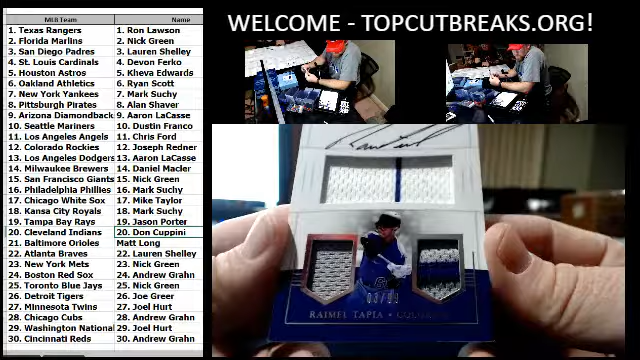 WELCOME - TOPCUTBREAKS.ORG!
MLB Team Name
1. Texas Rangers 1. Ron Lawson
2. Florida Marlins 2. Nick Green
3. San Diego Padres 3. Lauren Shelley
4. St. Louis Cardinals 4. Devon Ferko
5. Houston Astros 5. Kheva Edwards
6. Oakland Athletics 6. Ryan Scott
7. New York Yankees 7. Mark Suchy
8. Pittsburgh Pirates 8. Alan Shaver
9. Arizona Diamondback 9. Aaron LaCasse
10. Seattle Mariners 10. Dustin Franco
11. Los Angeles Angels 11. Chris Ford
12. Colorado Rockies 12. Joseph Redner
13. Los Angeles Dodgers 13. Aaron LaCasse
14. Milwaukee Brewers 14. Daniel Macler
15. San Francisco Giants 15. Nick Green
16. Philadelphia Phillies 16. Mark Suchy
17. Chicago White Sox 17. Mike Taylor
18. Kansa City Royals 18. Mark Suchy
19. Tampa Bay Rays 19. Jason Porter
20. Cleveland Indians 20. Don Cuppini
21. Baltimore Orioles Matt Long
22. Atlanta Braves 22. Lauren Shelley
23. New York Mets 23. Nick Green
24. Boston Red Sox 24. Andrew Grahn
25. Toronto Blue Jays 25. Nick Green
26. Detroit Tigers 26. Joe Greer
27. Minnesota Twins 27. Joel Hurt
28. Chicago Cubs 28. Andrew Grahn
29. Washington National 29. Joel Hurt
30. Cincinnati Reds 30. Andrew Grahn
RAIMEL TAPIA